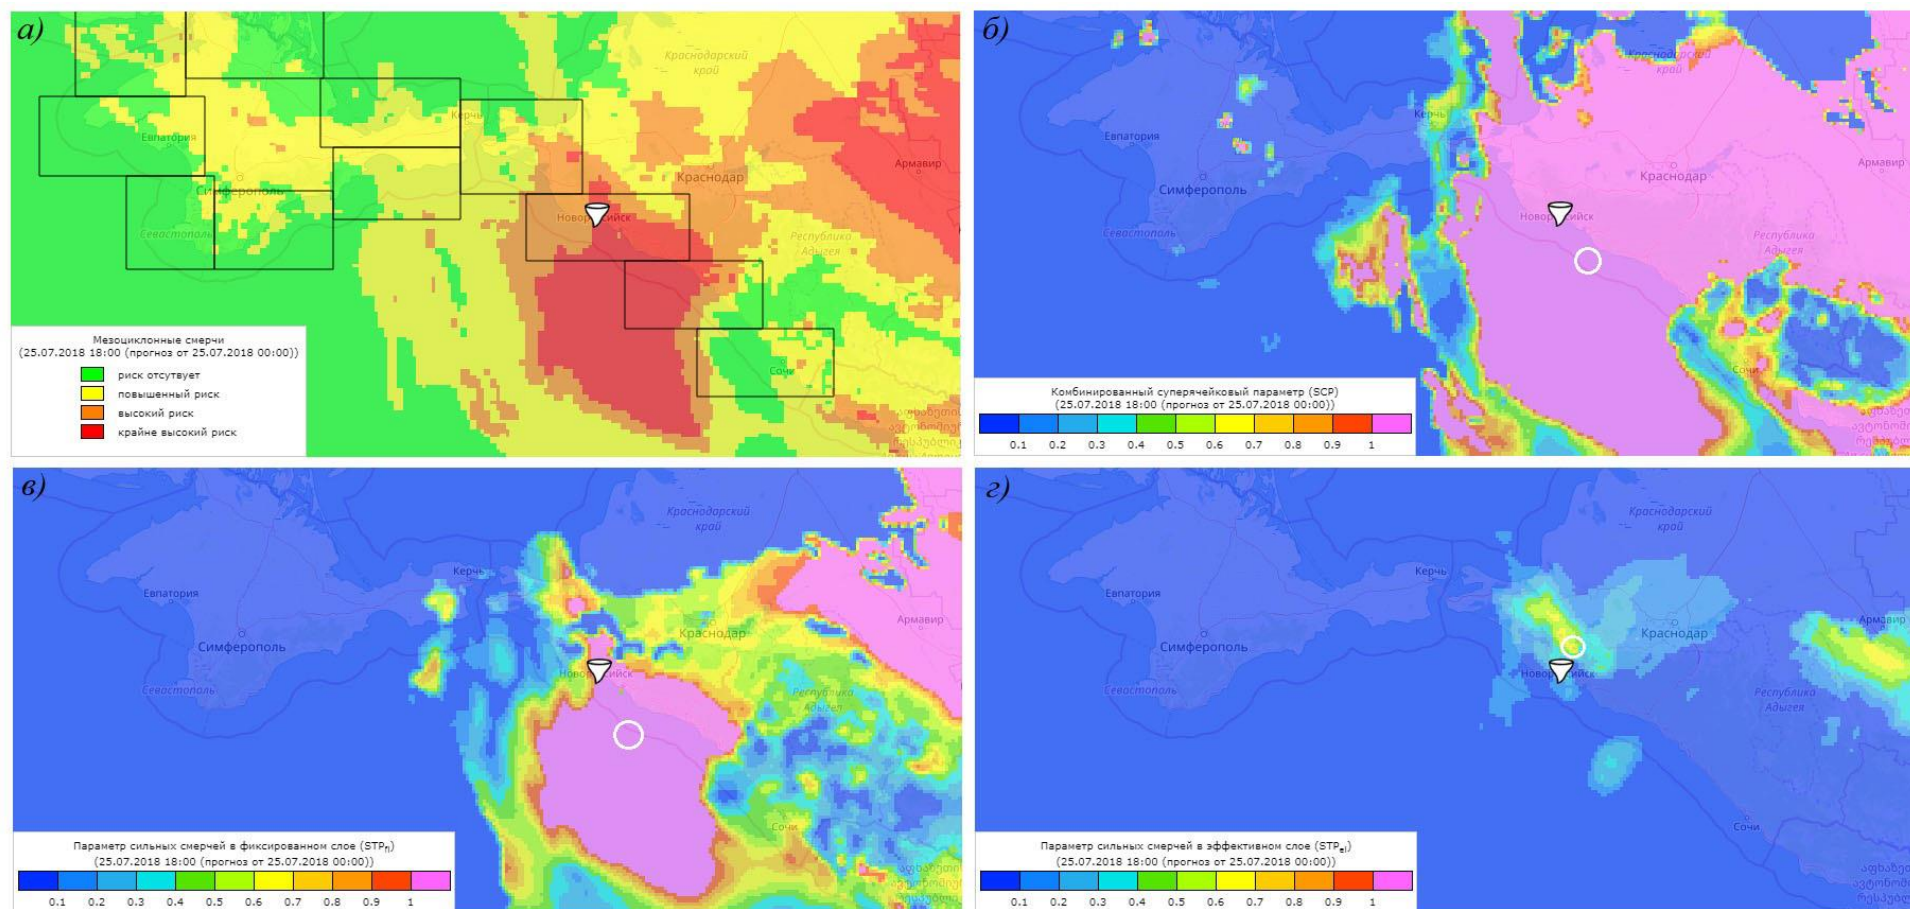 а)
Краснодарский
край
Керчь
Евпатория
Симферополь
Краснодар
Армавир
Севастополь
Республика
Адыгея
Сочи
Мезоциклонные смерчи
(25.07.2018 18:00 (прогноз от 25.07.2018 00:00))
риск отсутвует
повышенный риск
высокий риск
крайне высокий риск
б)
Краснодарский
край
Керчь
Евпатория
Армавир
Симферополь
Краснодар
Новороссийск
Севастополь
Республика
Адыгея
Сочи
Комбинированный суперячейковый параметр (SCP)
(25.07.2018 18:00 (прогноз от 25.07.2018 00:00))
0.1 0.2 0.3 0.4 0.5 0.6 0.7 0.8 0.9 1
в)
Краснодарский
край
Керчь
Евпатория
Армавир
Симферополь
Краснодар
Севастополь
Республика
Адыгея
Сочи
Параметр сильных смерчей в фиксированном слое (STPfl)
(25.07.2018 18:00 (прогноз от 25.07.2018 00:00))
0.1 0.2 0.3 0.4 0.5 0.6 0.7 0.8 0.9 1
г)
Краснодарский
край
Керчь
Евпатория
Армавир
Симферополь
Краснодар
Севастополь
Республика
Адыгея
Сочи
Параметр сильных смерчей в эффективном слое (STPel)
(25.07.2018 18:00 (прогноз от 25.07.2018 00:00))
0.1 0.2 0.3 0.4 0.5 0.6 0.7 0.8 0.9 1